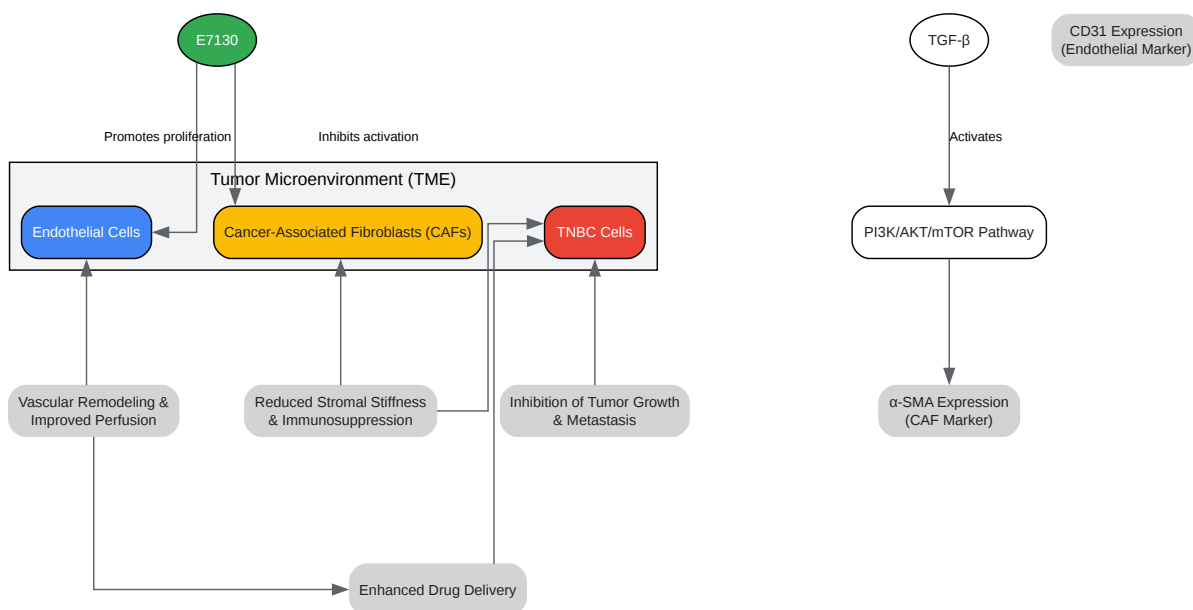 E7130
TGF-β
CD31 Expression
(Endothelial Marker)
Promotes proliferation
Inhibits activation
Activates
Tumor Microenvironment (TME)
Endothelial Cells
Cancer-Associated Fibroblasts (CAFs)
TNBC Cells
PI3K/AKT/mTOR Pathway
Vascular Remodeling &
Improved Perfusion
Reduced Stromal Stiffness
& Immunosuppression
Inhibition of Tumor Growth
& Metastasis
α-SMA Expression
(CAF Marker)
Enhanced Drug Delivery